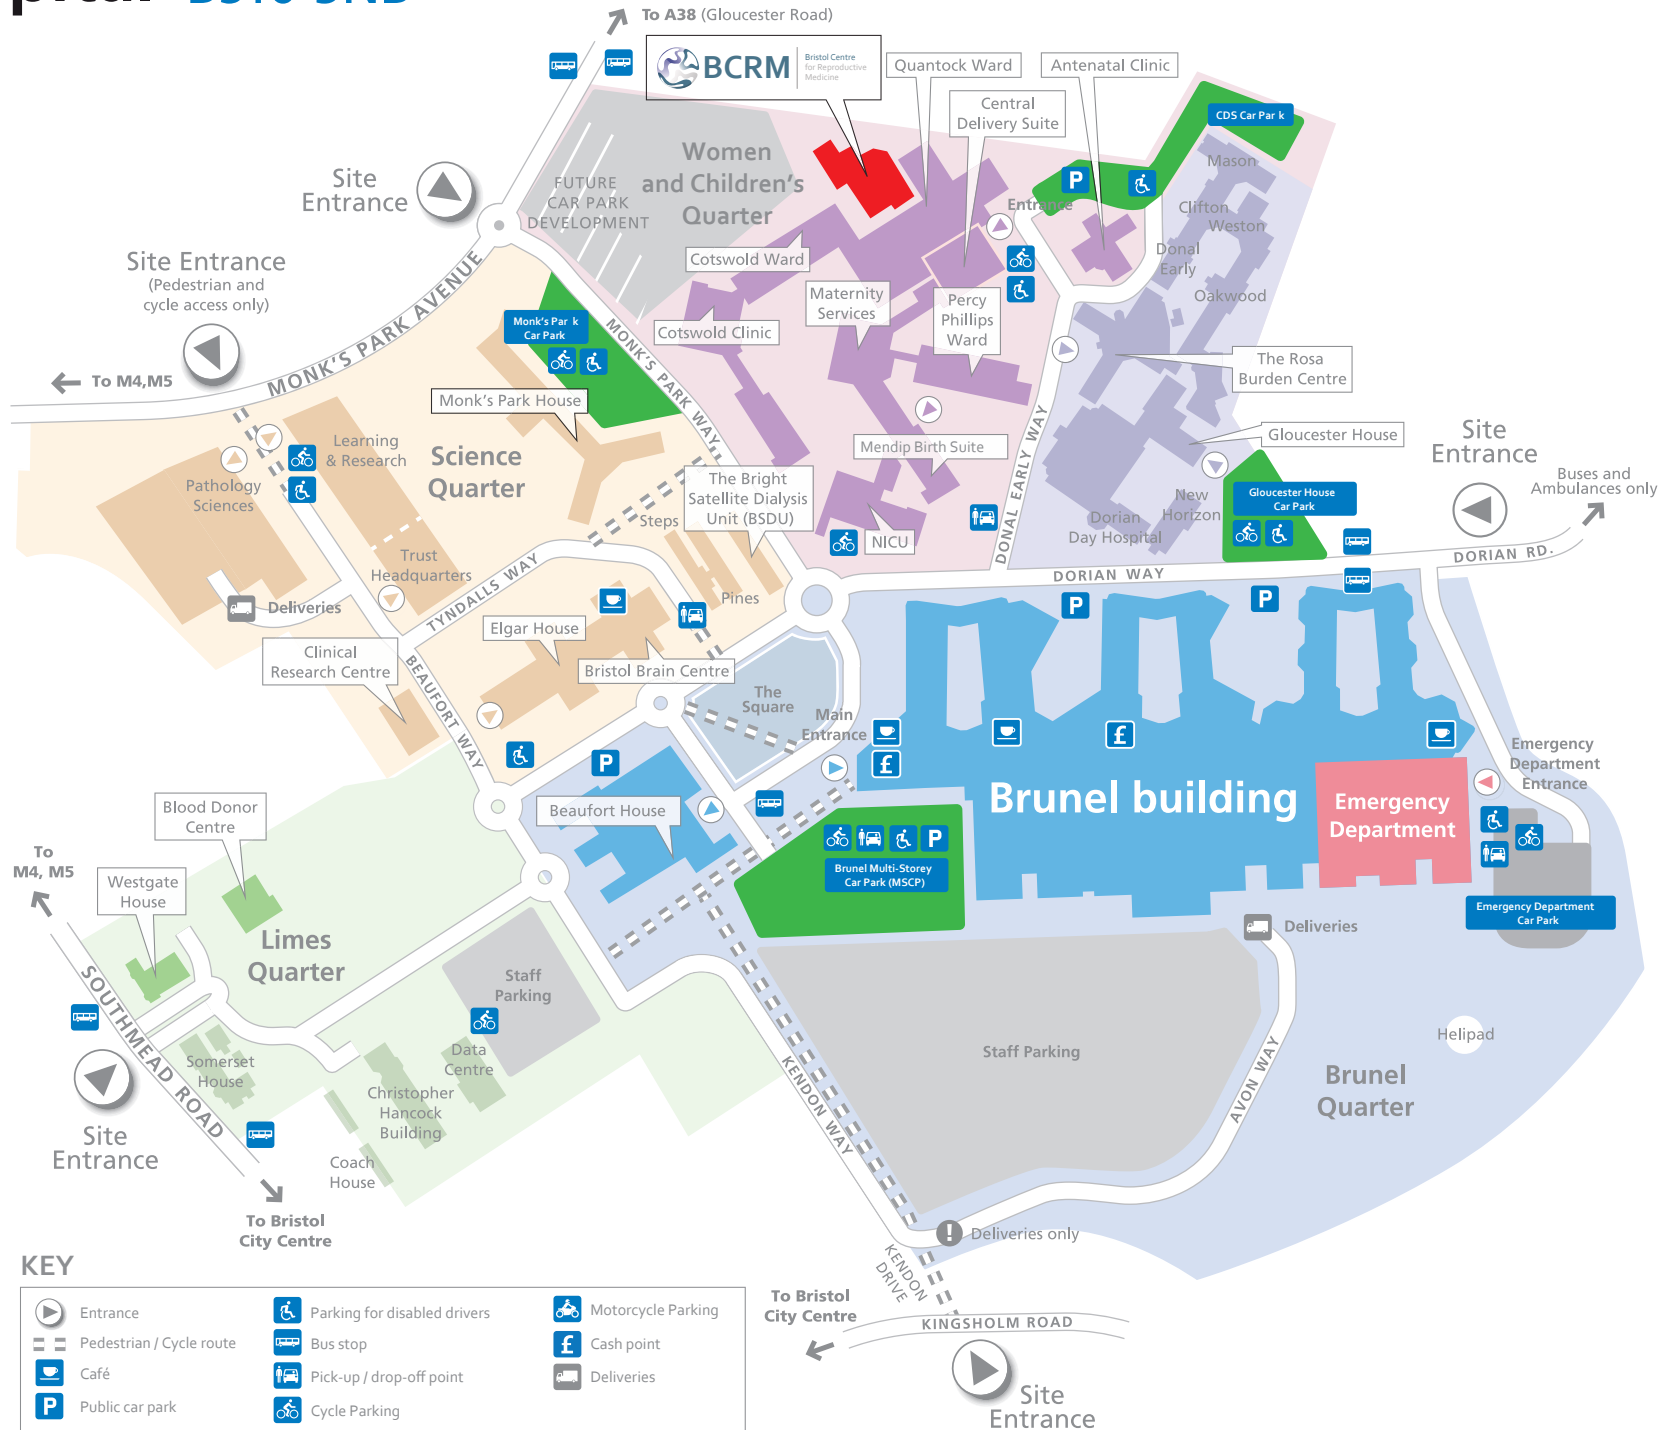 BS10 5NB
To A38 (Gloucester Road)
BCRM
Bristol Centre
for Reproductive
Medicine
Quantock Ward
Antenatal Clinic
Central
Delivery Suite
CDS Car Par k
Women
and Children's
Quarter
FUTURE
CAR PARK
DEVELOPMENT
Site
Entrance
Mason
P
Entrance
Clifton
Weston
Donal
Early
Oakwood
Site Entrance
(Pedestrian and
cycle access only)
MONK'S PARK AVENUE
Cotswold Ward
Maternity
Services
Percy
Phillips
Ward
Cotswold Clinic
Monk's Par k
Car Park
MONK'S PARK WAY
The Rosa
Burden Centre
To M4,M5
Monk's Park House
Learning
& Research
Science
Quarter
Pathology
Sciences
Mendip Birth Suite
DONAL EARLY WAY
Gloucester House
Site
Entrance
Buses and
Ambulances only
The Bright
Satellite Dialysis
Unit (BSDU)
Steps
NICU
New
Horizon
Dorian
Day Hospital
Gloucester House
Car Park
DORIAN RD.
DORIAN WAY
Trust
Headquarters
TYNDALLS WAY
Deliveries
Pines
P
P
Elgar House
Clinical
Research Centre
Bristol Brain Centre
BEAUFORT WAY
The
Square
Main
Entrance
£
£
P
Emergency
Department
Entrance
Brunel building
Emergency
Department
Beaufort House
Blood Donor
Centre
P
Brunel Multi-Storey
Car Park (MSCP)
To
M4, M5
Westgate
House
Emergency Department
Car Park
Deliveries
Limes
Quarter
Staff
Parking
SOUTHMEAD ROAD
Data
Centre
Somerset
House
Christopher
Hancock
Building
Coach
House
Staff Parking
Helipad
Brunel
Quarter
KENDON WAY
AVON WAY
Site
Entrance
To Bristol
City Centre
! Deliveries only
KENDON
DRIVE
To Bristol
City Centre
KINGSHOLM ROAD
Site
Entrance
KEY
Entrance
Pedestrian / Cycle route
Café
P Public car park
Parking for disabled drivers
Bus stop
Pick-up / drop-off point
Cycle Parking
Motorcycle Parking
£ Cash point
Deliveries